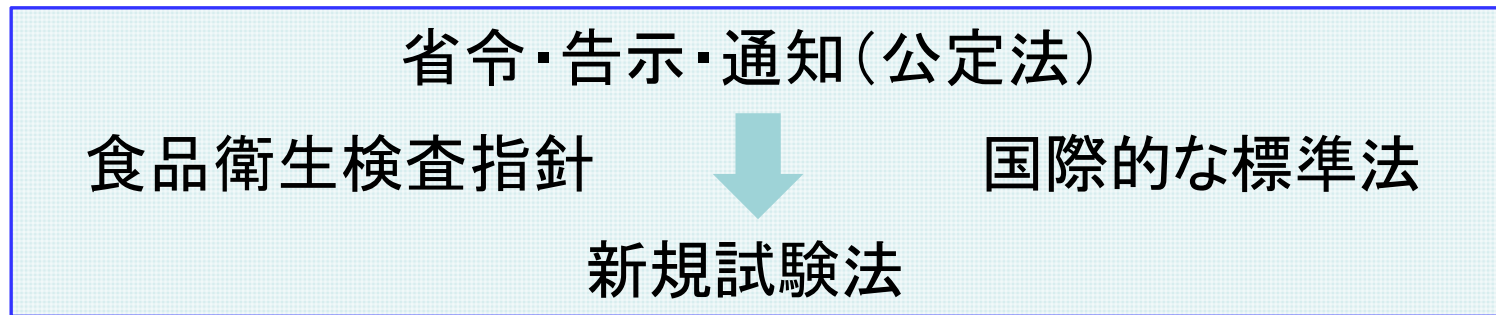 省令・告示・通知(公定法)
食品衛生検査指針
国際的な標準法
新規試験法